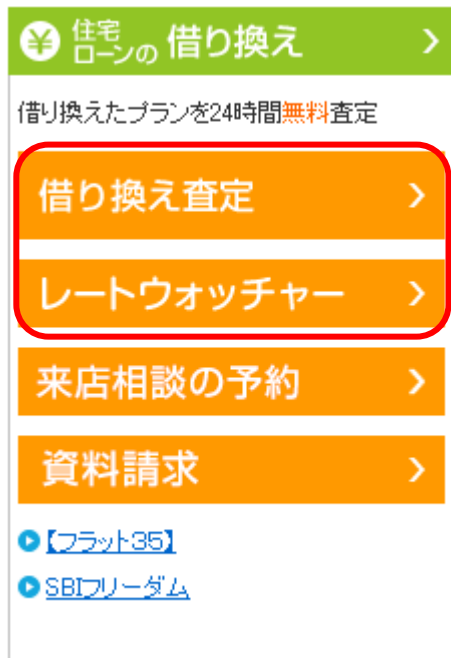 住宅ローンの借り換え
借り換えたプランを24時間無料査定
借り換え査定
レートウォッチャー
来店相談の予約
資料請求
【フラット35】
SBIフリーダム